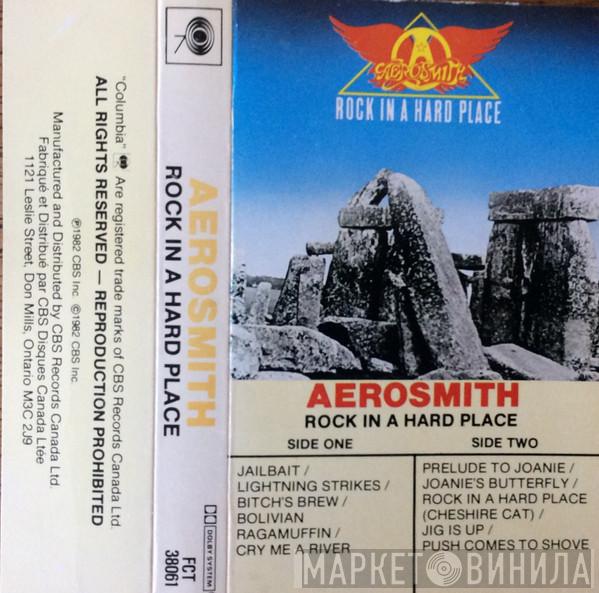 "Columbia" Are registered trade marks of CBS Records Canada Ltd.
ALL RIGHTS RESERVED — REPRODUCTION PROHIBITED
℗1982 CBS Inc. ©1982 CBS Inc.
Manufactured and Distributed by CBS Records Canada Ltd.
Fabriqué et Distribué par CBS Disques Canada Ltée
1121 Leslie Street, Don Mills, Ontario M3C 2J9
AEROSMITH
ROCK IN A HARD PLACE
DOLBY SYSTEM
FCT
38061
AEROSMITH
ROCK IN A HARD PLACE
AEROSMITH
ROCK IN A HARD PLACE
SIDE ONE
JAILBAIT /
LIGHTNING STRIKES /
BITCH'S BREW /
BOLIVIAN
RAGAMUFFIN /
CRY ME A RIVER
SIDE TWO
PRELUDE TO JOANIE /
JOANIE'S BUTTERFLY /
ROCK IN A HARD PLACE
(CHESHIRE CAT) /
JIG IS UP /
PUSH COMES TO SHOVE
МАРКЕТ ВИНИЛА